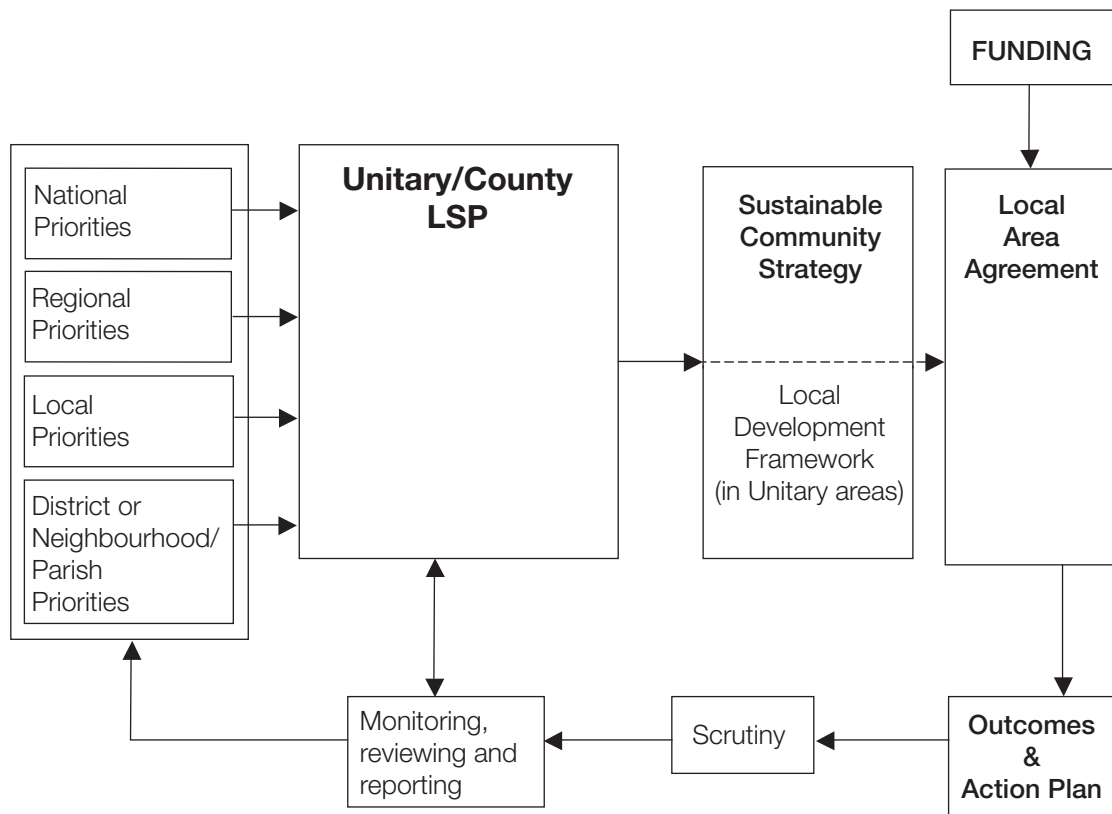 FUNDING
National
Priorities
Regional
Priorities
Local
Priorities
District or
Neighbourhood/
Parish
Priorities
Unitary/County
LSP
Sustainable
Community
Strategy
Local
Development
Framework
(in Unitary areas)
Local
Area
Agreement
Monitoring,
reviewing and
reporting
Scrutiny
Outcomes
&
Action Plan